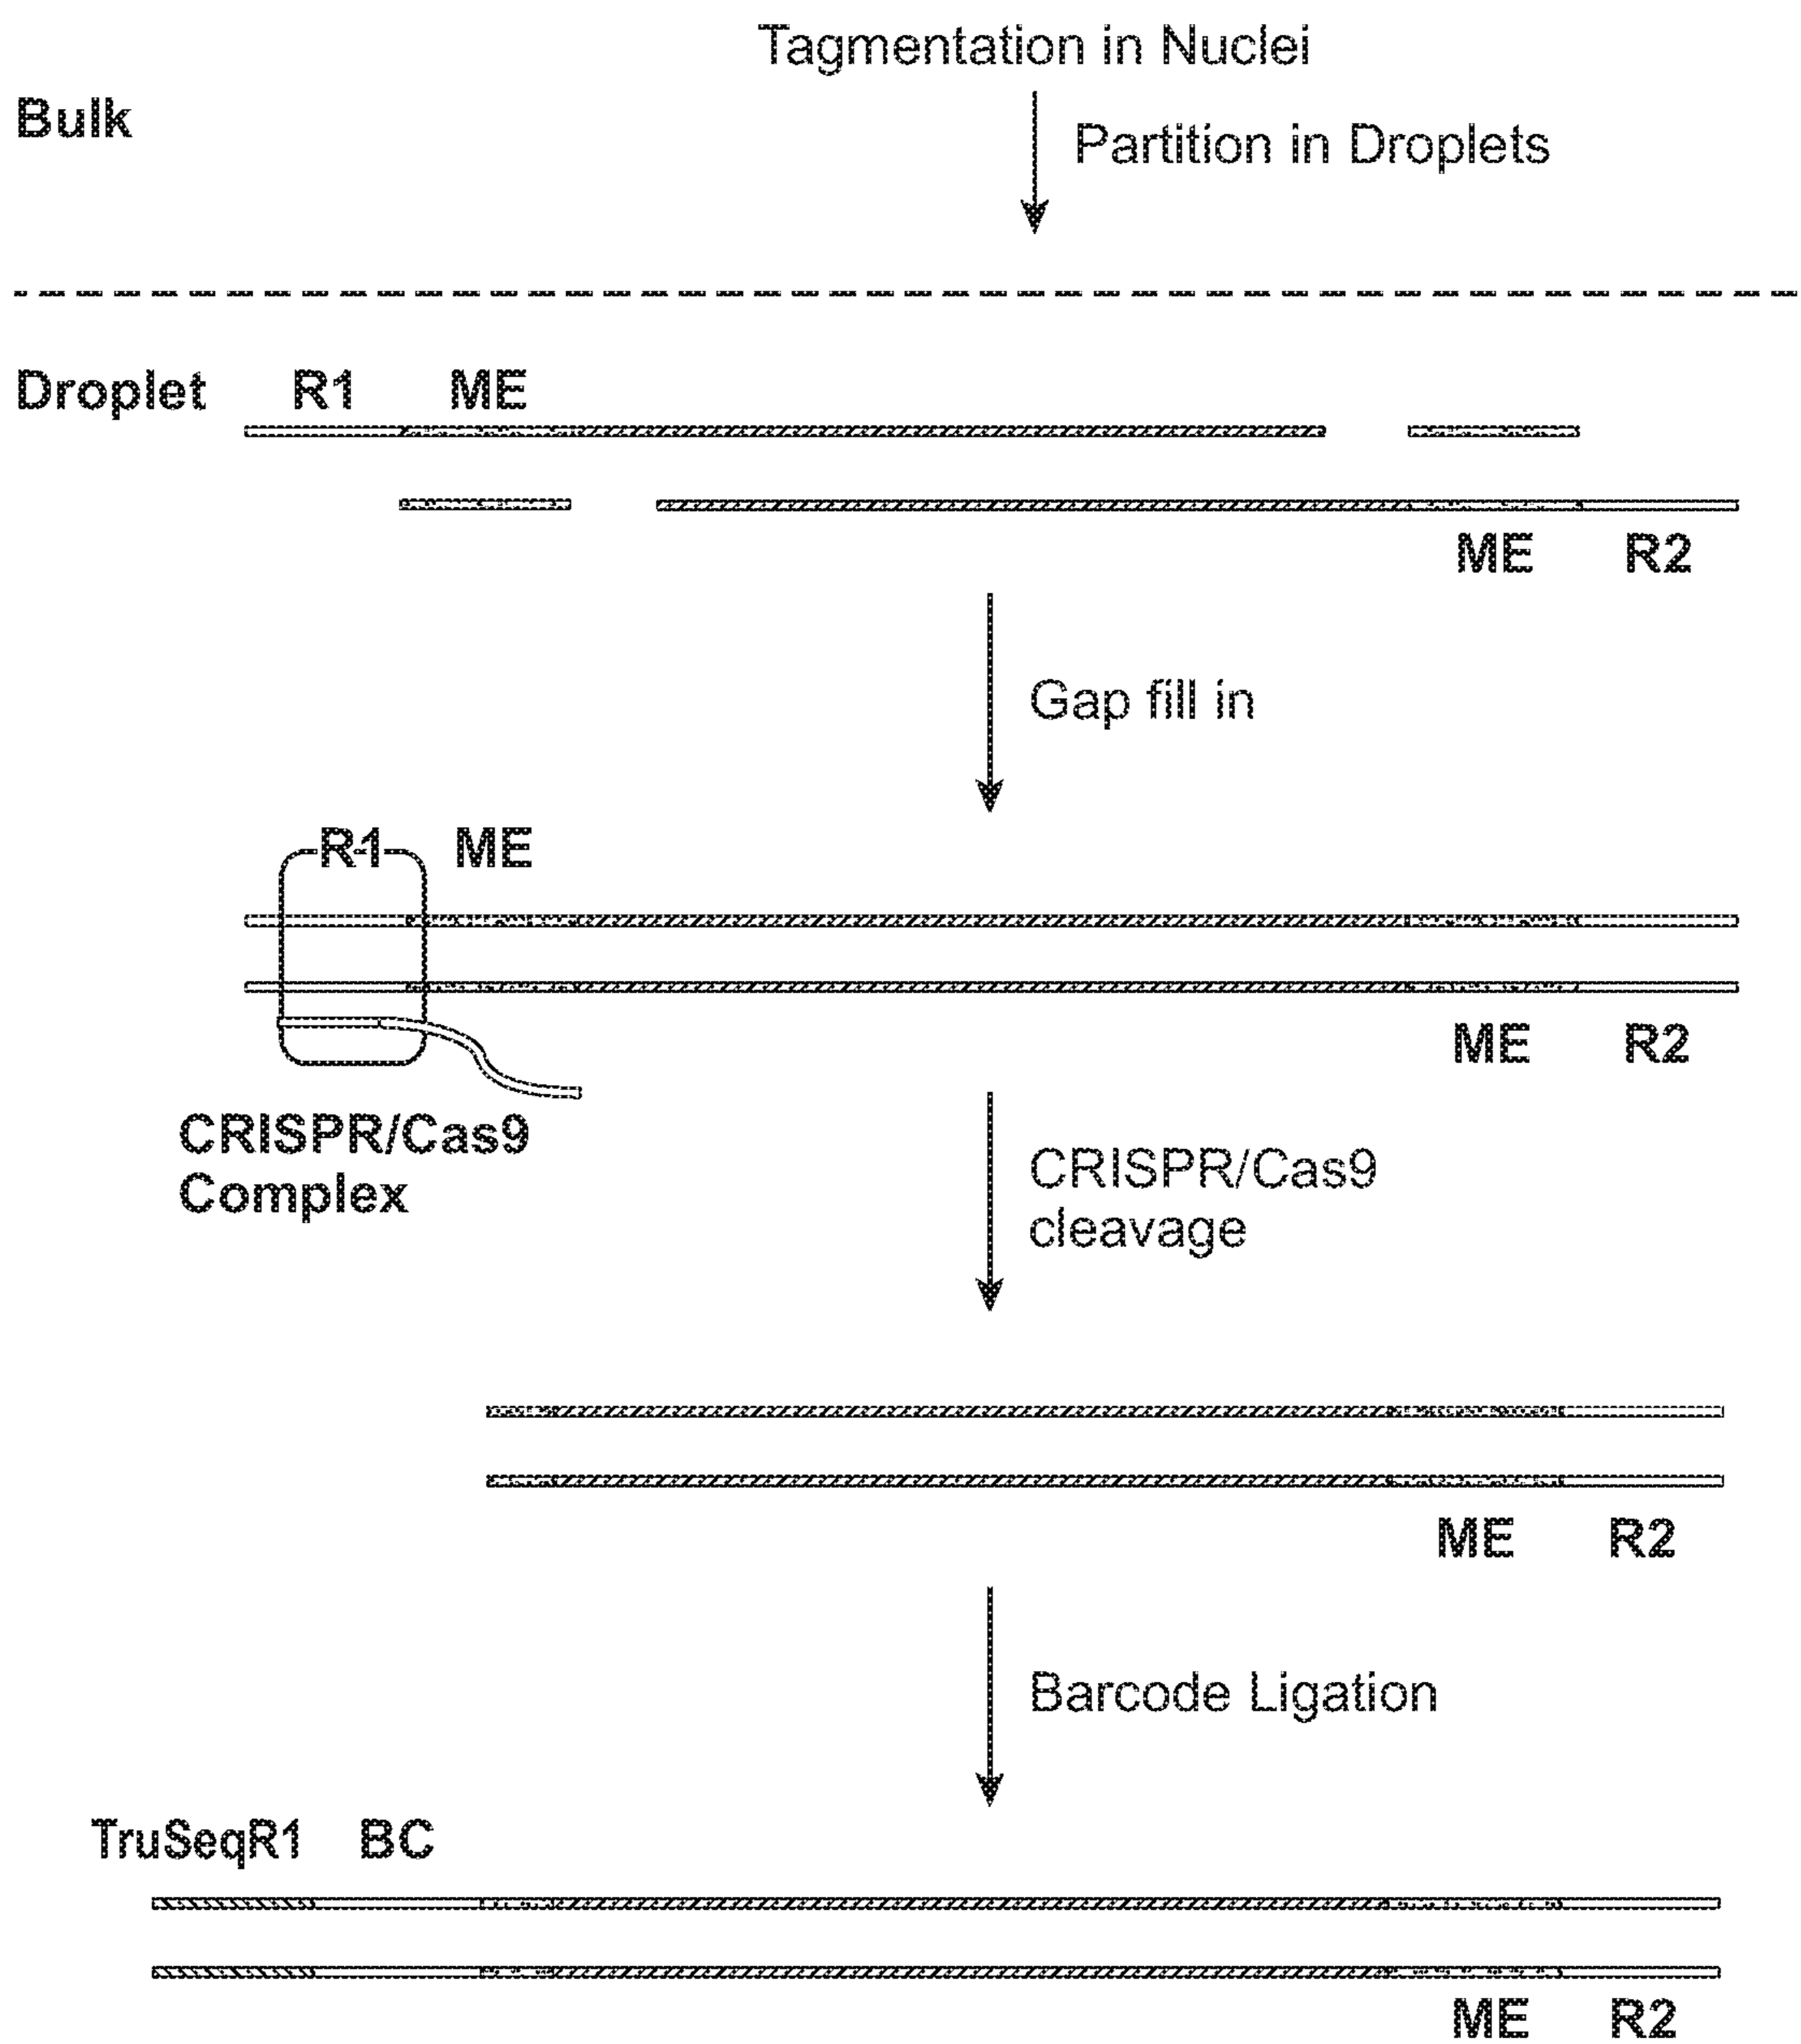 Tagmentation in Nuclei
Bulk
Partition in Droplets
Droplet R1 ME
ME R2
Gap fill in
R1 ME
ME R2
CRISPR/Cas9
Complex
CRISPR/Cas9
cleavage
ME R2
Barcode Ligation
TruSeqR1 BC
ME R2